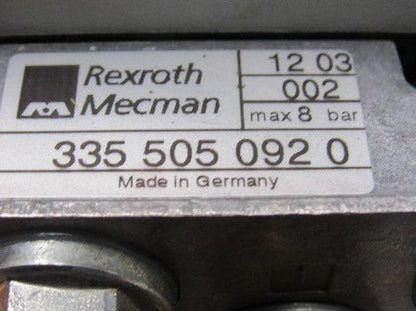 Rexroth
Mecman
12 03
002
max 8 bar
335 505 092 0
Made in Germany